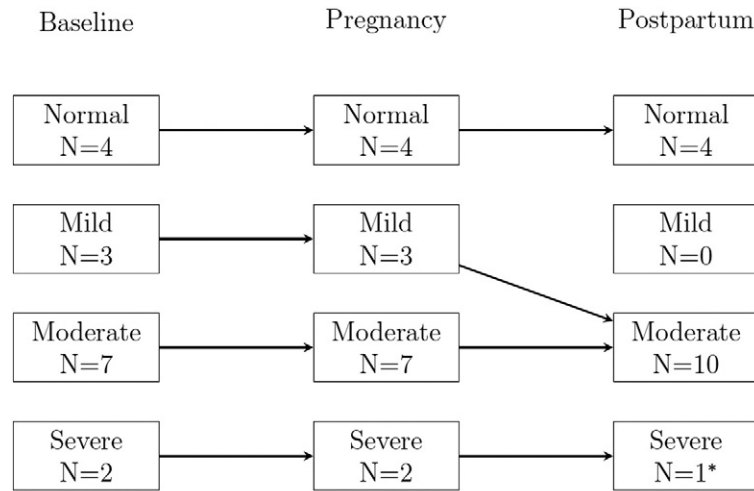 Baseline Pregnancy Postpartum
Normal Normal Normal
N=4 N=4 N=4
Mild Mild Mild
N=3 N=3 N=0
Moderate Moderate Moderate
N=7 N=7 N=10
Severe Severe Severe
N=2 N=2 N=1*